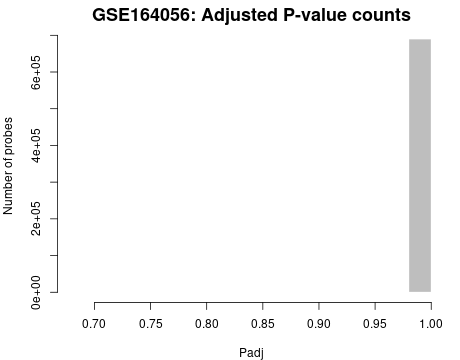 GSE164056: Adjusted P-value counts
Number of probes
6e+05
4e+05
2e+05
0e+00
0.70 0.75 0.80 0.85 0.90 0.95 1.00
Padj